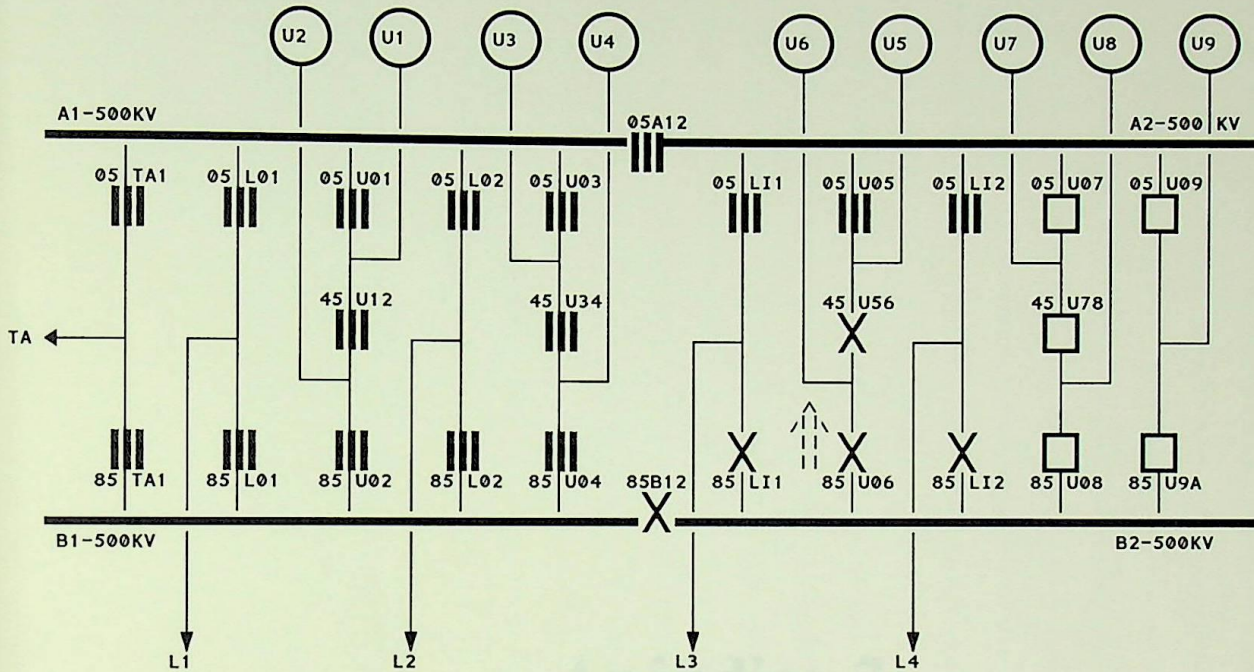 U2 U1 U3 U4 U6 U5 U7 U8 U9
A1-500KV 05A12 A2-500 KV
05 TA1 05 L01 05 U01 05 L02 05 U03 05 LI1 05 U05 05 LI2 05 U07 05 U09
45 U12 45 U34 45 U56 45 U78
TA
85 TA1 85 L01 85 U02 85 L02 85 U04 85B12 85 LI1 85 U06 85 LI2 85 U08 85 U9A
B1-500KV B2-500KV
L1 L2 L3 L4